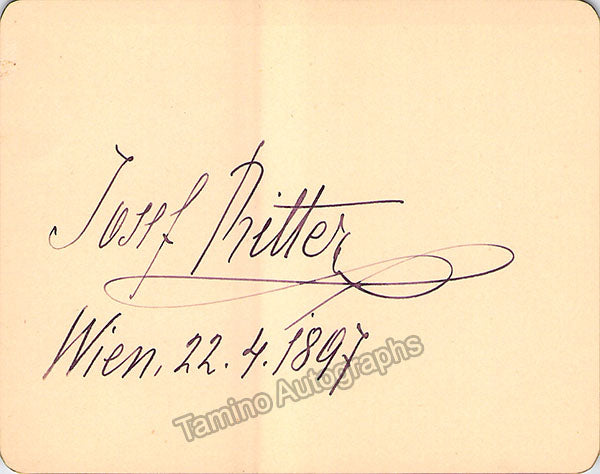 Josef Ritter
Wien, 22. 4. 1897
Tamino Autographs